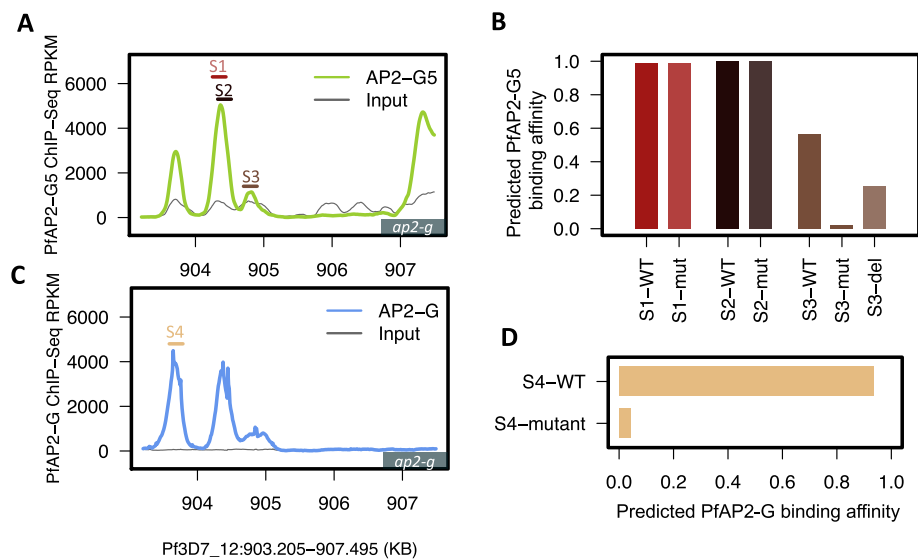 A
PfAP2−G5 ChIP−Seq RPKM
6000
4000
2000
0
S1
S2
S3
AP2−G5
Input
ap2-g
904
905
906
907
B
Predicted PfAP2-G5
binding affinity
1.0
0.8
0.6
0.4
0.2
0.0
S1−WT
S1−mut
S2−WT
S2−mut
S3−WT
S3−mut
S3−del
C
PfAP2−G ChIP−Seq RPKM
6000
4000
2000
0
S4
AP2−G
Input
ap2-g
904
905
906
907
Pf3D7_12:903.205−907.495 (KB)
D
S4−WT
S4−mutant
0.0 0.2 0.4 0.6 0.8 1.0
Predicted PfAP2-G binding affinity